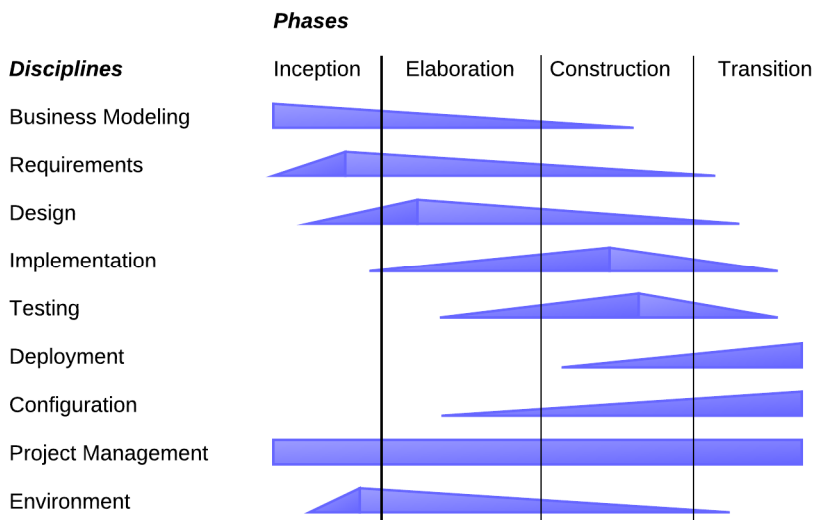 Phases
Disciplines Inception Elaboration Construction Transition
Business Modeling
Requirements
Design
Implementation
Testing
Deployment
Configuration
Project Management
Environment